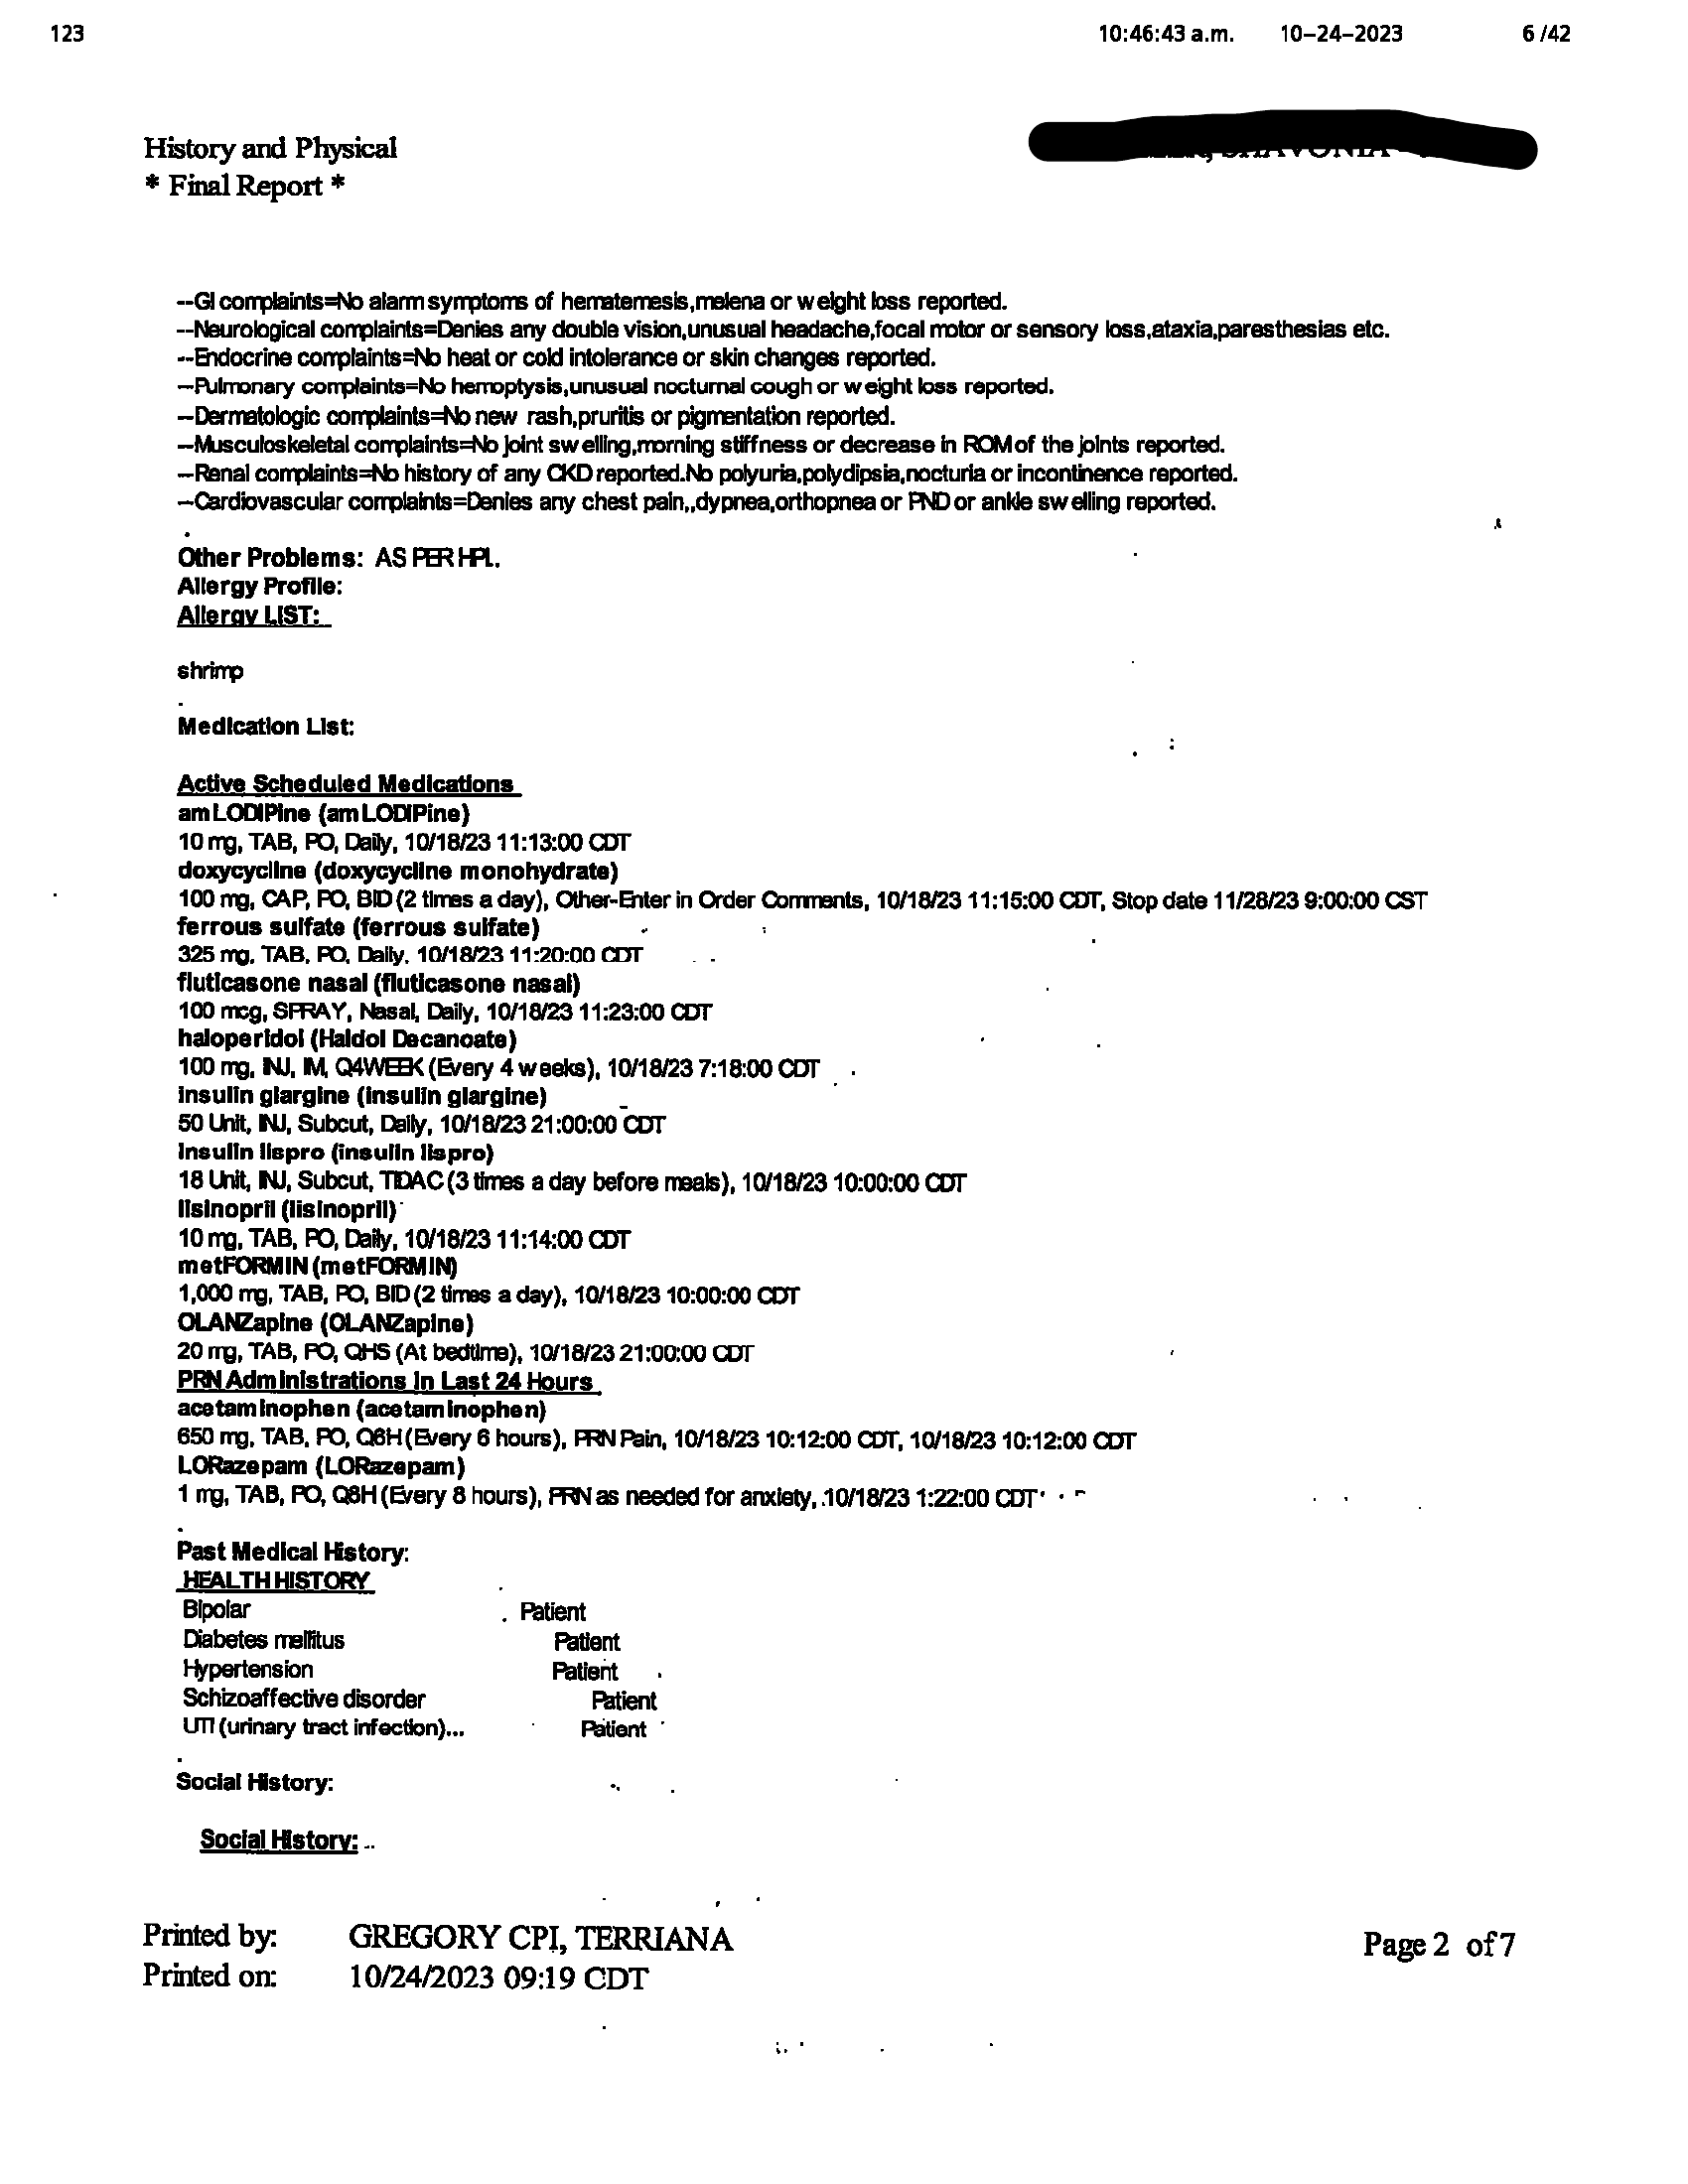 123 10:46:43 a.m. 10-24-2023 6 /42
History and Physical
* Final Report *
--GI complaints=No alarm symptoms of hematemesis,melena or weight loss reported.
--Neurological complaints=Denies any double vision,unusual headache,focal motor or sensory loss,ataxia,paresthesias etc.
--Endocrine complaints=No heat or cold intolerance or skin changes reported.
--Pulmonary complaints=No hemoptysis,unusual nocturnal cough or weight loss reported.
--Dermatologic complaints=No new rash,pruritis or pigmentation reported.
--Musculoskeletal complaints=No joint swelling,morning stiffness or decrease in ROM of the joints reported.
--Renal complaints=No history of any CKD reported.No polyuria,polydipsia,nocturia or incontinence reported.
--Cardiovascular complaints=Denies any chest pain,,dypnea,orthopnea or PND or ankle swelling reported.
.
Other Problems: AS PER HPI.
Allergy Profile:
Allergy LIST:
shrimp
.
Medication List:
Active Scheduled Medications
amLODIPine (amLODIPine)
10 mg, TAB, PO, Daily, 10/18/23 11:13:00 CDT
doxycycline (doxycycline monohydrate)
100 mg, CAP, PO, BID (2 times a day), Other-Enter in Order Comments, 10/18/23 11:15:00 CDT, Stop date 11/28/23 9:00:00 CST
ferrous sulfate (ferrous sulfate)
325 mg, TAB, PO, Daily, 10/18/23 11:20:00 CDT
fluticasone nasal (fluticasone nasal)
100 mcg, SPRAY, Nasal, Daily, 10/18/23 11:23:00 CDT
haloperidol (Haldol Decanoate)
100 mg, INJ, IM, Q4WEEK (Every 4 weeks), 10/18/23 7:18:00 CDT
insulin glargine (insulin glargine)
50 Unit, INJ, Subcut, Daily, 10/18/23 21:00:00 CDT
insulin lispro (insulin lispro)
18 Unit, INJ, Subcut, TIDAC (3 times a day before meals), 10/18/23 10:00:00 CDT
lisinopril (lisinopril)
10 mg, TAB, PO, Daily, 10/18/23 11:14:00 CDT
metFORMIN (metFORMIN)
1,000 mg, TAB, PO, BID (2 times a day), 10/18/23 10:00:00 CDT
OLANZapine (OLANZapine)
20 mg, TAB, PO, QHS (At bedtime), 10/18/23 21:00:00 CDT
PRN Administrations in Last 24 Hours
acetaminophen (acetaminophen)
650 mg, TAB, PO, Q6H (Every 6 hours), PRN Pain, 10/18/23 10:12:00 CDT, 10/18/23 10:12:00 CDT
LORazepam (LORazepam)
1 mg, TAB, PO, Q8H (Every 8 hours), PRN as needed for anxiety, 10/18/23 1:22:00 CDT
.
Past Medical History:
HEALTH HISTORY
Bipolar Patient
Diabetes mellitus Patient
Hypertension Patient
Schizoaffective disorder Patient
UTI (urinary tract infection)... Patient
.
Social History:
Social History:
Printed by: GREGORY CPI, TERRIANA
Printed on: 10/24/2023 09:19 CDT
Page 2 of 7